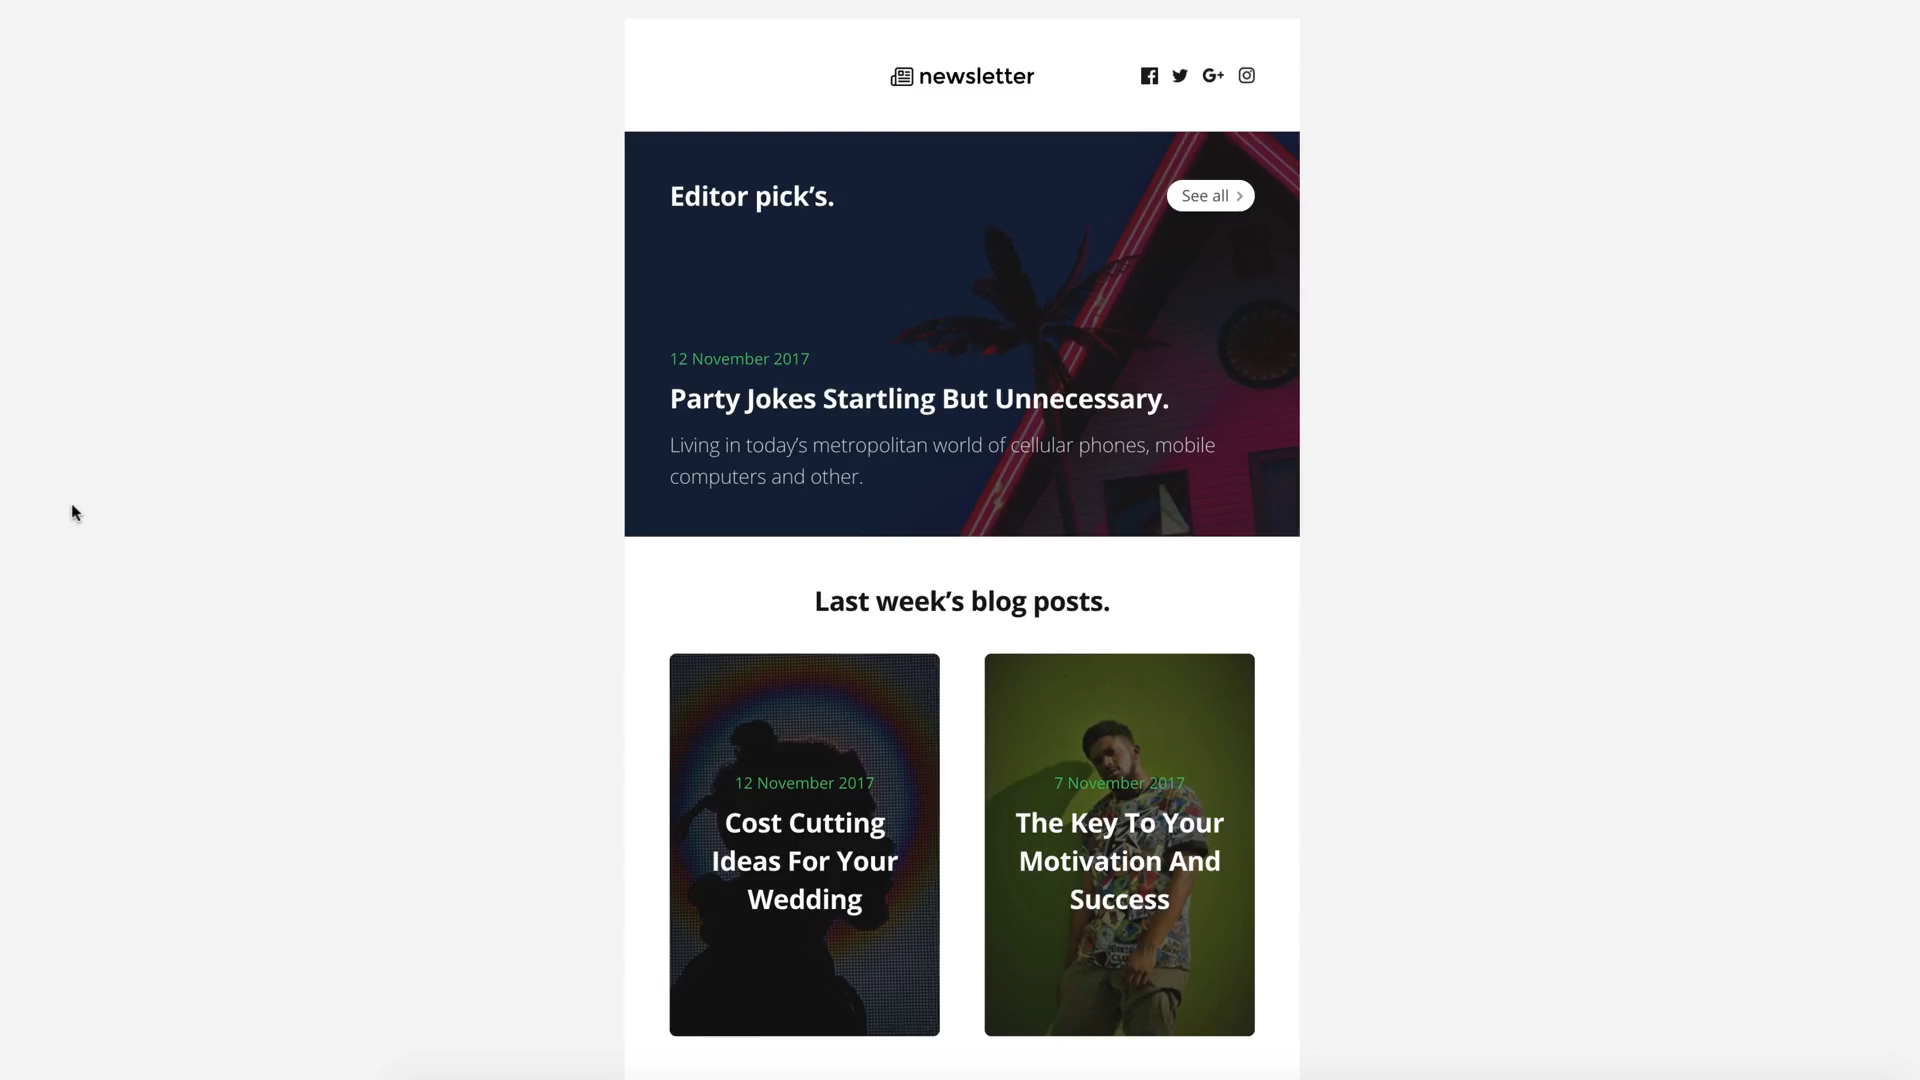 newsletter
G+
Editor pick’s.
See all
12 November 2017
Party Jokes Startling But Unnecessary.
Living in today’s metropolitan world of cellular phones, mobile
computers and other.
Last week’s blog posts.
12 November 2017
Cost Cutting
Ideas For Your
Wedding
7 November 2017
The Key To Your
Motivation And
Success